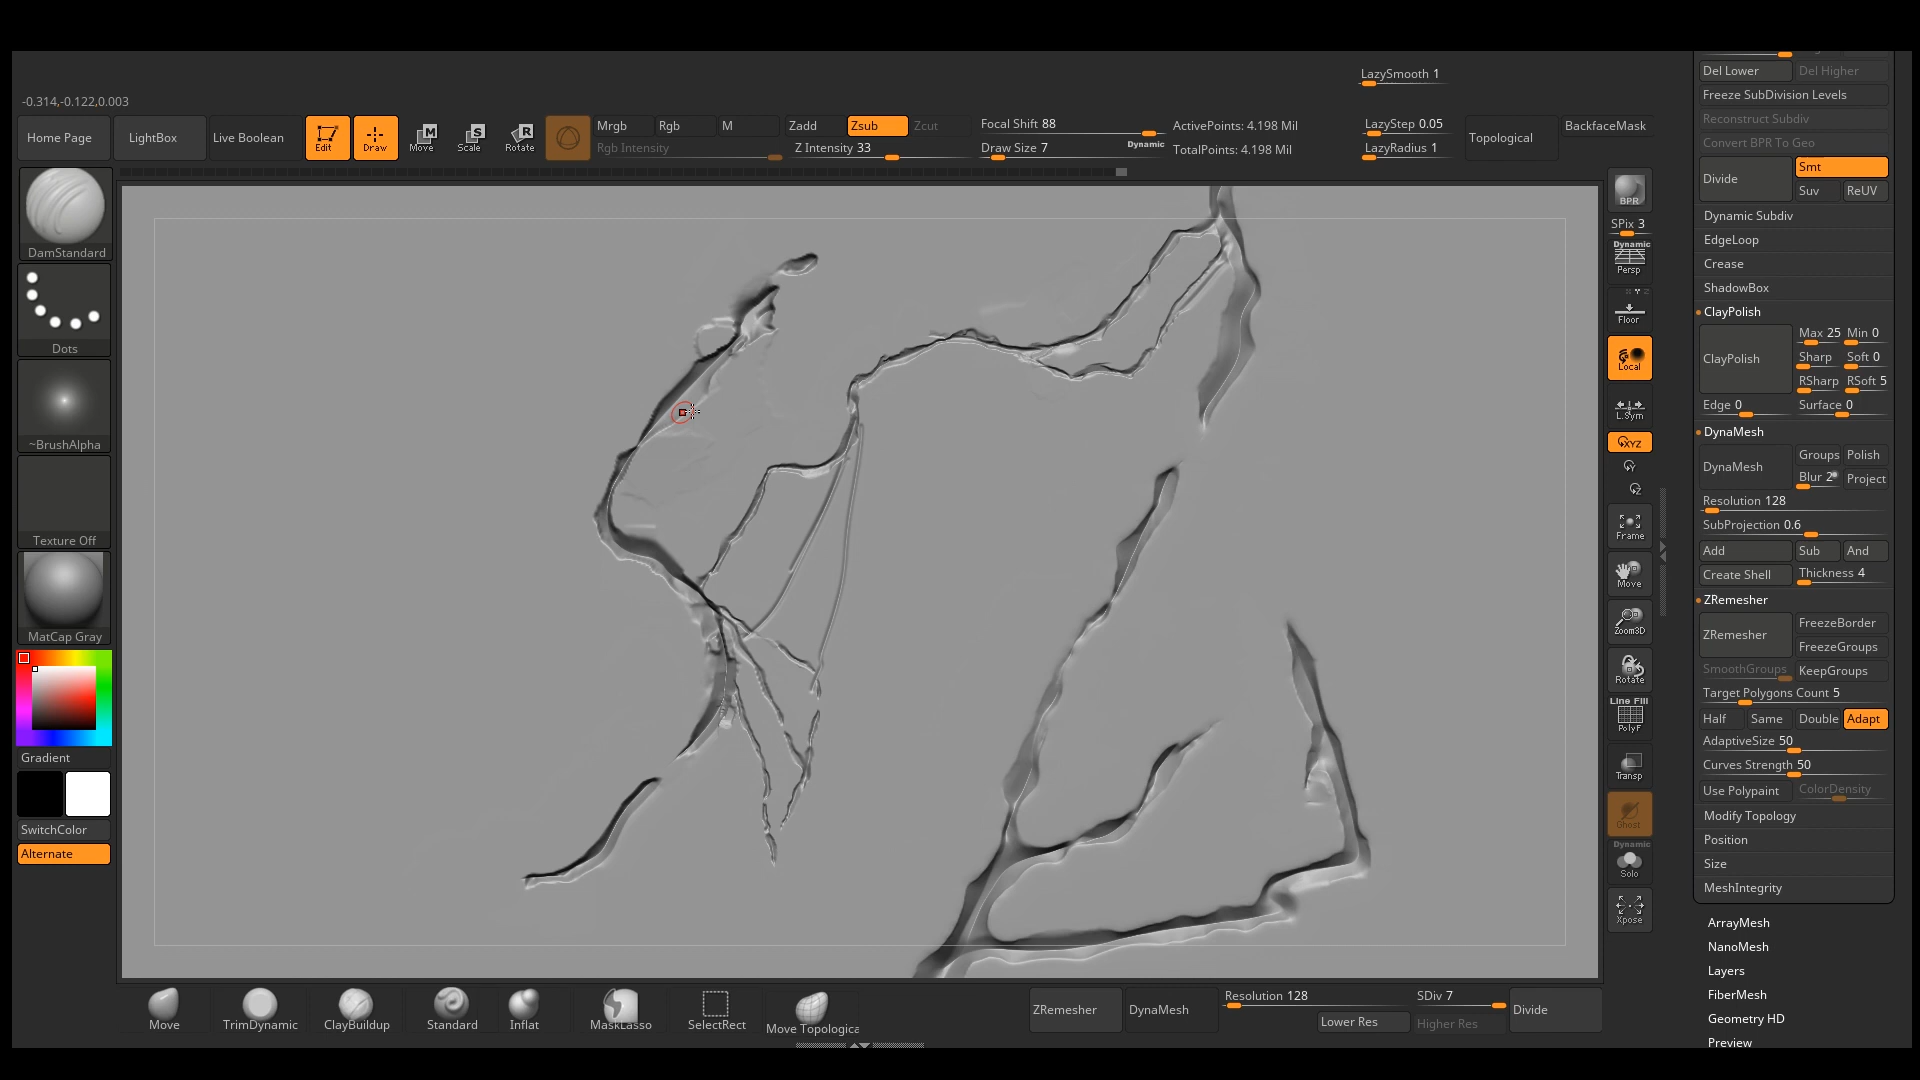 LazySmooth 1
-0.314,-0.122,0.003
Home Page
LightBox
Live Boolean
Edit
Draw
Move
Scale
Rotate
Mrgb
Rgb
M
Rgb Intensity
Zadd
Zsub
Zcut
Z Intensity 33
Focal Shift 88
Draw Size 7
Dynamic
ActivePoints: 4.198 Mil
TotalPoints: 4.198 Mil
LazyStep 0.05
LazyRadius 1
Topological
BackfaceMask
DamStandard
Dots
~BrushAlpha
Texture Off
MatCap Gray
Gradient
SwitchColor
Alternate
BPR
SPix 3
Dynamic
Persp
Floor
Local
L.Sym
XYZ
Y
Z
Frame
Move
Zoom3D
Rotate
Line Fill
PolyF
Transp
Ghost
Dynamic
Solo
Xpose
Del Lower
Del Higher
Freeze SubDivision Levels
Reconstruct Subdiv
Convert BPR To Geo
Divide
Smt
Suv
ReUV
Dynamic Subdiv
EdgeLoop
Crease
ShadowBox
ClayPolish
ClayPolish
Max 25
Min 0
Sharp
Soft 0
RSharp
RSoft 5
Edge 0
Surface 0
DynaMesh
DynaMesh
Groups
Polish
Blur 2
Project
Resolution 128
SubProjection 0.6
Add
Sub
And
Create Shell
Thickness 4
ZRemesher
ZRemesher
FreezeBorder
FreezeGroups
SmoothGroups
KeepGroups
Target Polygons Count 5
Half
Same
Double
Adapt
AdaptiveSize 50
Curves Strength 50
Use Polypaint
ColorDensity
Modify Topology
Position
Size
MeshIntegrity
ArrayMesh
NanoMesh
Layers
FiberMesh
Geometry HD
Preview
Move
TrimDynamic
ClayBuildup
Standard
Inflat
MaskLasso
SelectRect
Move Topologica
ZRemesher
DynaMesh
Resolution 128
Lower Res
SDiv 7
Higher Res
Divide